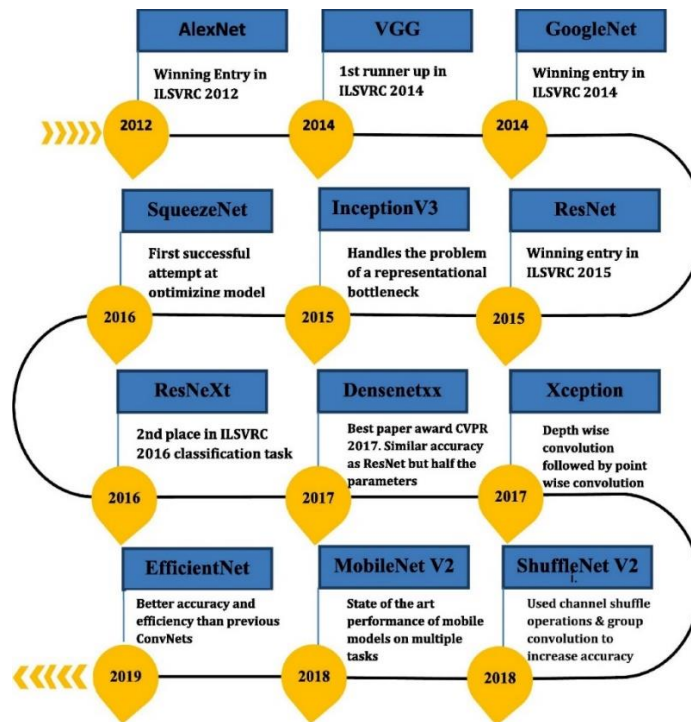 AlexNet
Winning Entry in
ILSVRC 2012
2012
VGG
1st runner up in
ILSVRC 2014
2014
GoogleNet
Winning entry in
ILSVRC 2014
2014
ResNet
Winning entry in
ILSVRC 2015
2015
InceptionV3
Handles the problem
of a representational
bottleneck
2015
SqueezeNet
First successful
attempt at
optimizing model
2016
ResNeXt
2nd place in ILSVRC
2016 classification task
2016
Densenetxx
Best paper award CVPR
2017. Similar accuracy
as ResNet but half the
parameters
2017
Xception
Depth wise
convolution
followed by point
wise convolution
2017
ShuffleNet V2
I.
Used channel shuffle
operations & group
convolution to
increase accuracy
2018
MobileNet V2
State of the art
performance of mobile
models on multiple
tasks
2018
EfficientNet
Better accuracy and
efficiency than previous
ConvNets
2019